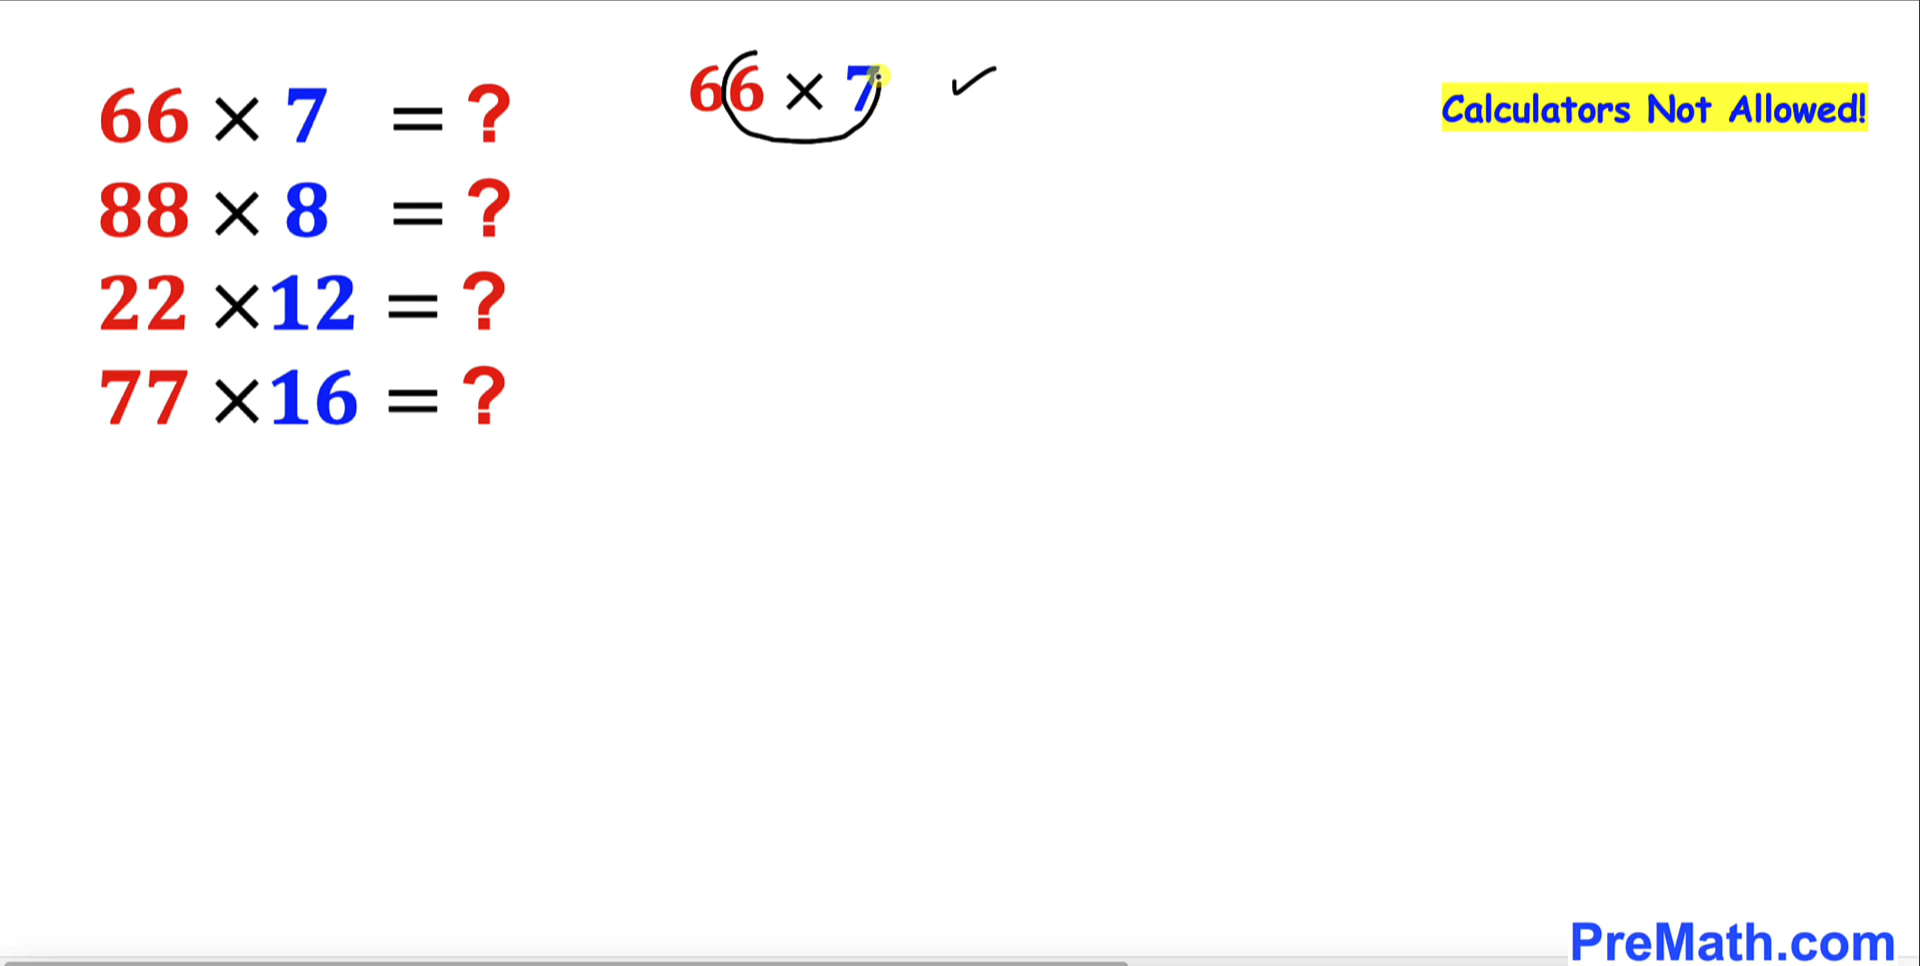 66 × 7 = ?
88 × 8 = ?
22 ×12 = ?
77 ×16 = ?
66 × 7
Calculators Not Allowed!
PreMath.com